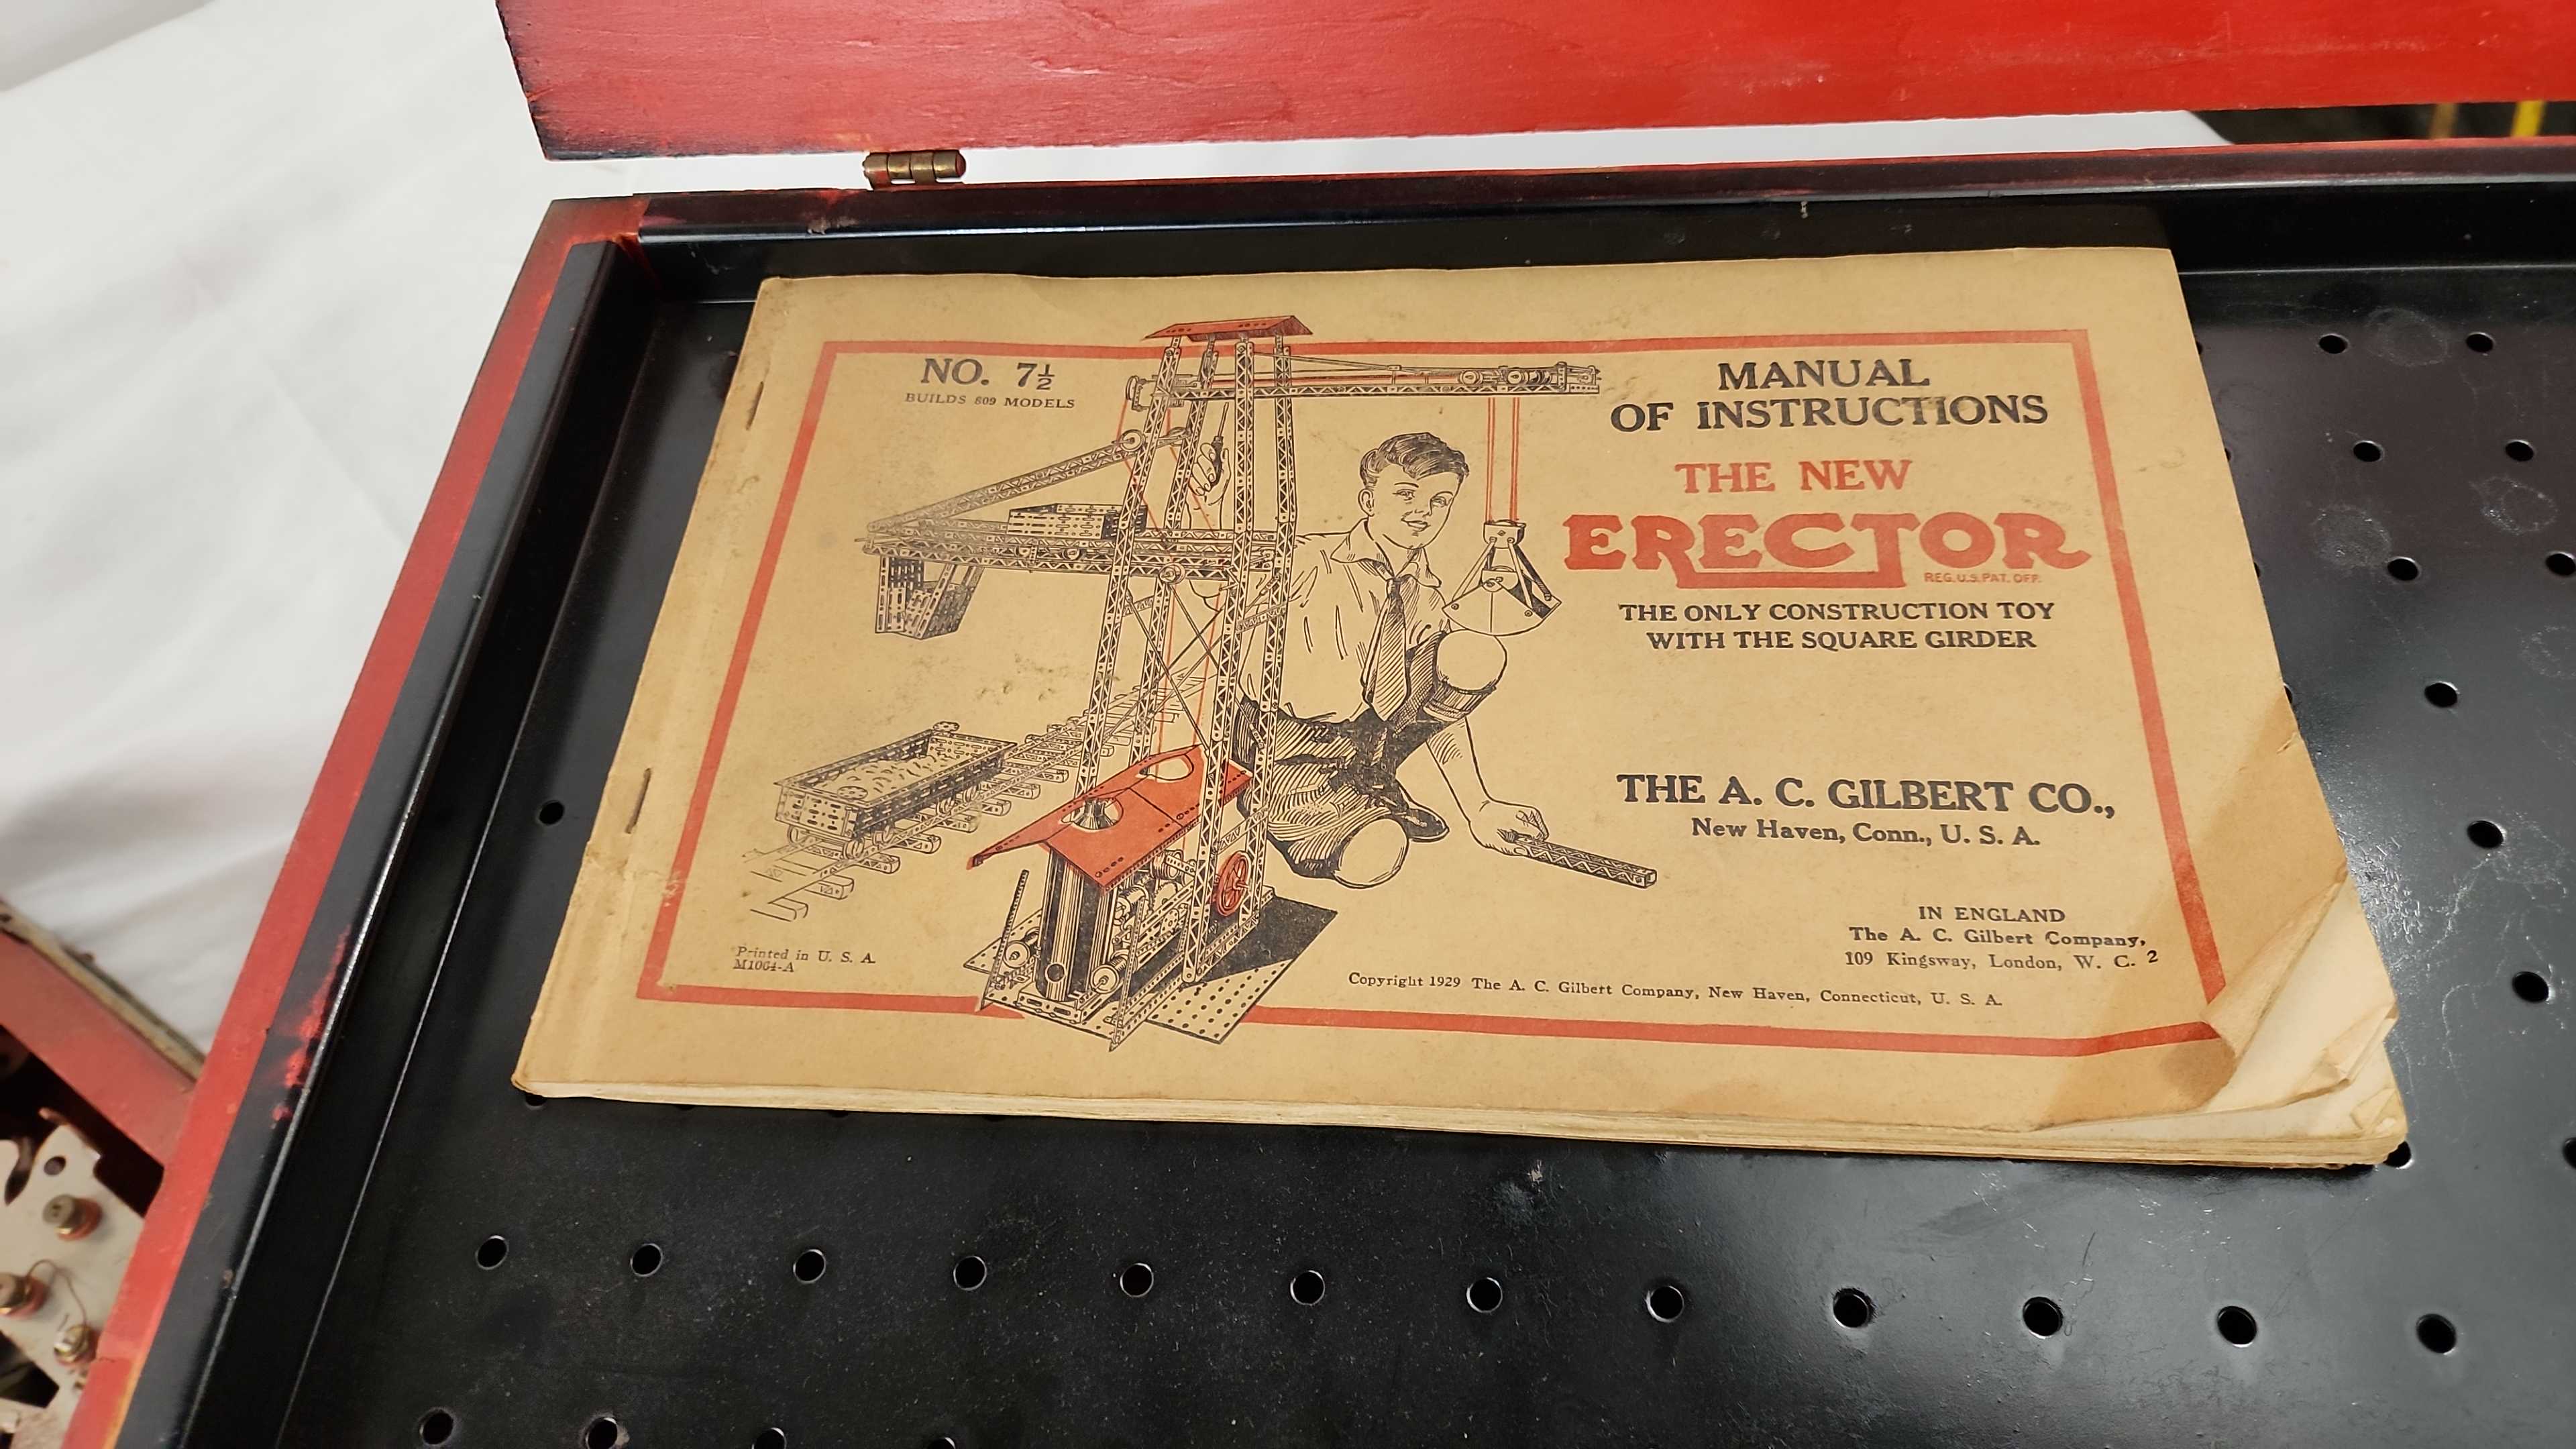 NO. 7½
BUILDS 809 MODELS
MANUAL
OF INSTRUCTIONS
THE NEW
ERECTOR
REG.U.S.PAT. OFF.
THE ONLY CONSTRUCTION TOY
WITH THE SQUARE GIRDER
THE A. C. GILBERT CO.,
New Haven, Conn., U. S. A.
IN ENGLAND
The A. C. Gilbert Company,
109 Kingsway, London, W. C. 2
Printed in U. S. A.
M1064-A
Copyright 1929 The A. C. Gilbert Company, New Haven, Connecticut, U. S. A.